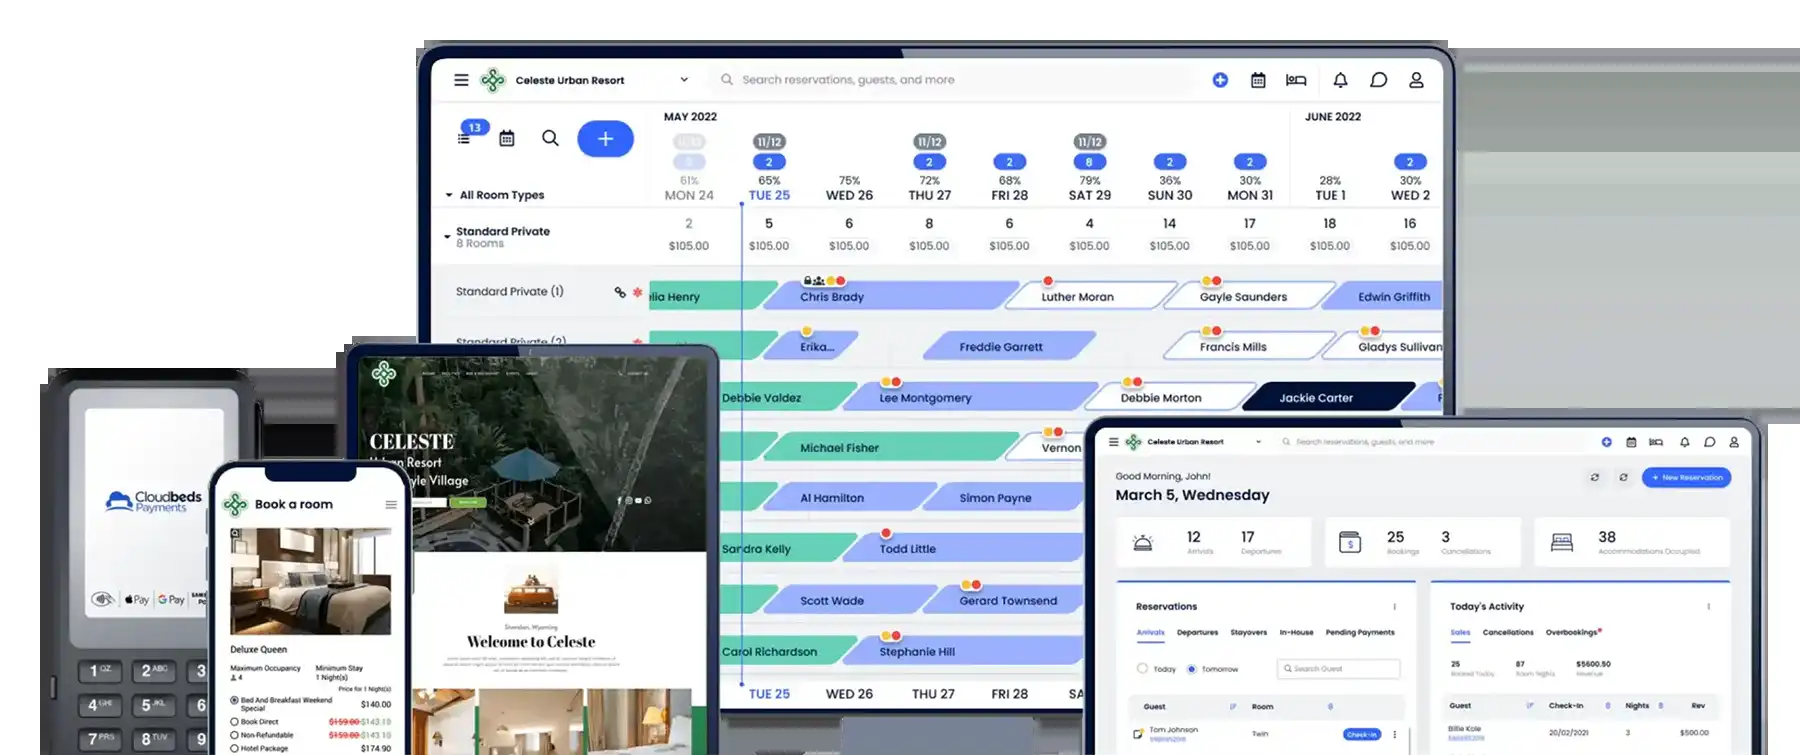 Celeste Urban Resort
Search reservations, guests, and more
MAY 2022
JUNE 2022
13
11/12 11/12 11/12
2 2 2 8 2 2 2
61% 65% 75% 72% 68% 79% 36% 30% 28% 30%
All Room Types
MON 24 TUE 25 WED 26 THU 27 FRI 28 SAT 29 SUN 30 MON 31 TUE 1 WED 2
Standard Private
8 Rooms
2 5 6 8 6 4 14 17 18 16
$105.00 $105.00 $105.00 $105.00 $105.00 $105.00 $105.00 $105.00 $105.00 $105.00
Standard Private (1)
lia Henry
Chris Brady
Luther Moran
Gayle Saunders
Edwin Griffith
Standard Private (2)
Erika...
Freddie Garrett
Francis Mills
Gladys Sullivan
Debbie Valdez
Lee Montgomery
Debbie Morton
Jackie Carter
F
Michael Fisher
Vernon
Al Hamilton
Simon Payne
Sandra Kelly
Todd Little
Scott Wade
Gerard Townsend
Carol Richardson
Stephanie Hill
TUE 25 WED 26 THU 27 FRI 28 SA
Cloudbeds
Payments
Pay
G Pay
1 QZ 2 ABC 3
4 GHI 5 JKL 6
7 PRS 8 TUV 9
CELESTE
Urban Resort
yle Village
Sheridan, Wyoming
Welcome to Celeste
Book a room
Deluxe Queen
Maximum Occupancy
4
Minimum Stay
1 Night(s)
Price for 1 Night(s)
Bed And Breakfast Weekend
Special
$140.00
Book Direct
$159.00 $143.10
Non-Refundable
$159.00 $143.10
Hotel Package
$174.90
Celeste Urban Resort
Search reservations, guests, and more
Good Morning, John!
March 5, Wednesday
+ New Reservation
12
Arrivals
17
Departures
25
Bookings
3
Cancellations
38
Accommodations Occupied
Reservations
Arrivals Departures Stayovers In-House Pending Payments
Today Tomorrow
Search Guest
Guest Room
Tom Johnson
Twin
Check-in
Today's Activity
Sales Cancellations Overbookings
25
Booked Today
87
Room Nights
$5600.50
Revenue
Guest Check-In Nights Rev
Billie Kole
20/02/2021 3 $500.00